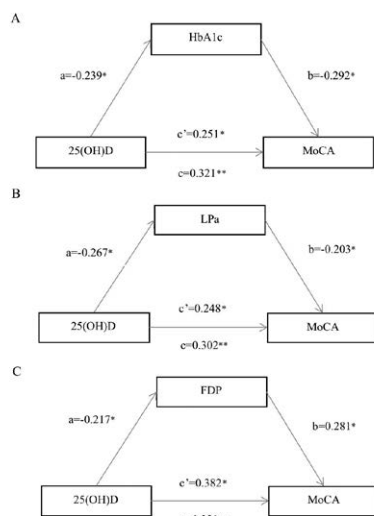 A
HbA1c
a=-0.239*
b=-0.292*
c'=0.251*
25(OH)D
MoCA
c=0.321**
B
LPa
a=-0.267*
b=-0.203*
c'=0.248*
25(OH)D
MoCA
c=0.302**
C
FDP
a=-0.217*
b=0.281*
c'=0.382*
25(OH)D
MoCA